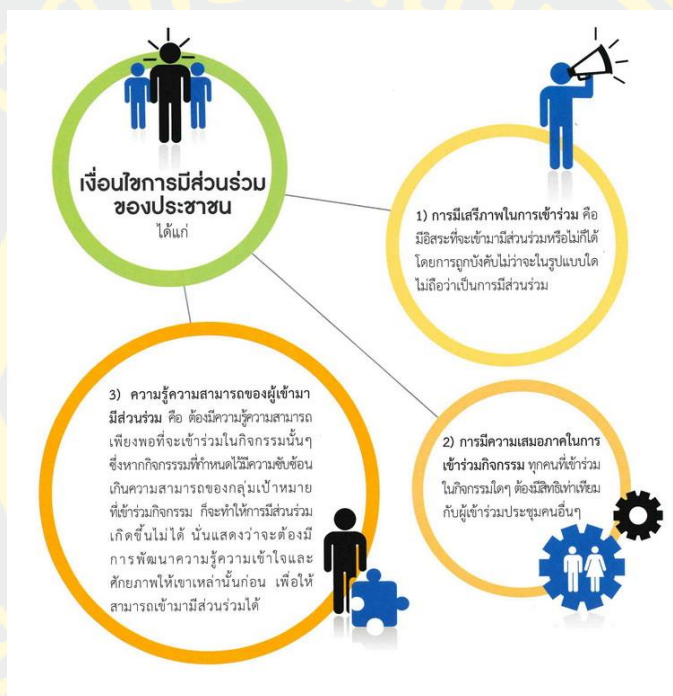 เงื่อนไขการมีส่วนร่วม
ของประชาชน
ได้แก่
1) การมีเสรีภาพในการเข้าร่วม คือ
มีอิสระที่จะเข้ามามีส่วนร่วมหรือไม่ก็ได้
โดยการถูกบังคับไม่ว่าจะในรูปแบบใด
ไม่ถือว่าเป็นการมีส่วนร่วม
2) การมีความเสมอภาคในการ
เข้าร่วมกิจกรรม ทุกคนที่เข้าร่วม
ในกิจกรรมใดๆ ต้องมีสิทธิเท่าเทียม
กับผู้เข้าร่วมประชุมคนอื่นๆ
3) ความรู้ความสามารถของผู้เข้ามา
มีส่วนร่วม คือ ต้องมีความรู้ความสามารถ
เพียงพอที่จะเข้าร่วมในกิจกรรมนั้นๆ
ซึ่งหากกิจกรรรมที่กำหนดไว้มีความซับซ้อน
เกินความสามารถของกลุ่มเป้าหมาย
ที่เข้าร่วมกิจกรรม ก็จะทำให้การมีส่วนร่วม
เกิดขึ้นไม่ได้ นั่นแสดงว่าจะต้องมี
การพัฒนาความรู้ความเข้าใจและ
ศักยภาพให้เขาเหล่านั้นก่อน เพื่อให้
สามารถเข้ามามีส่วนร่วมได้